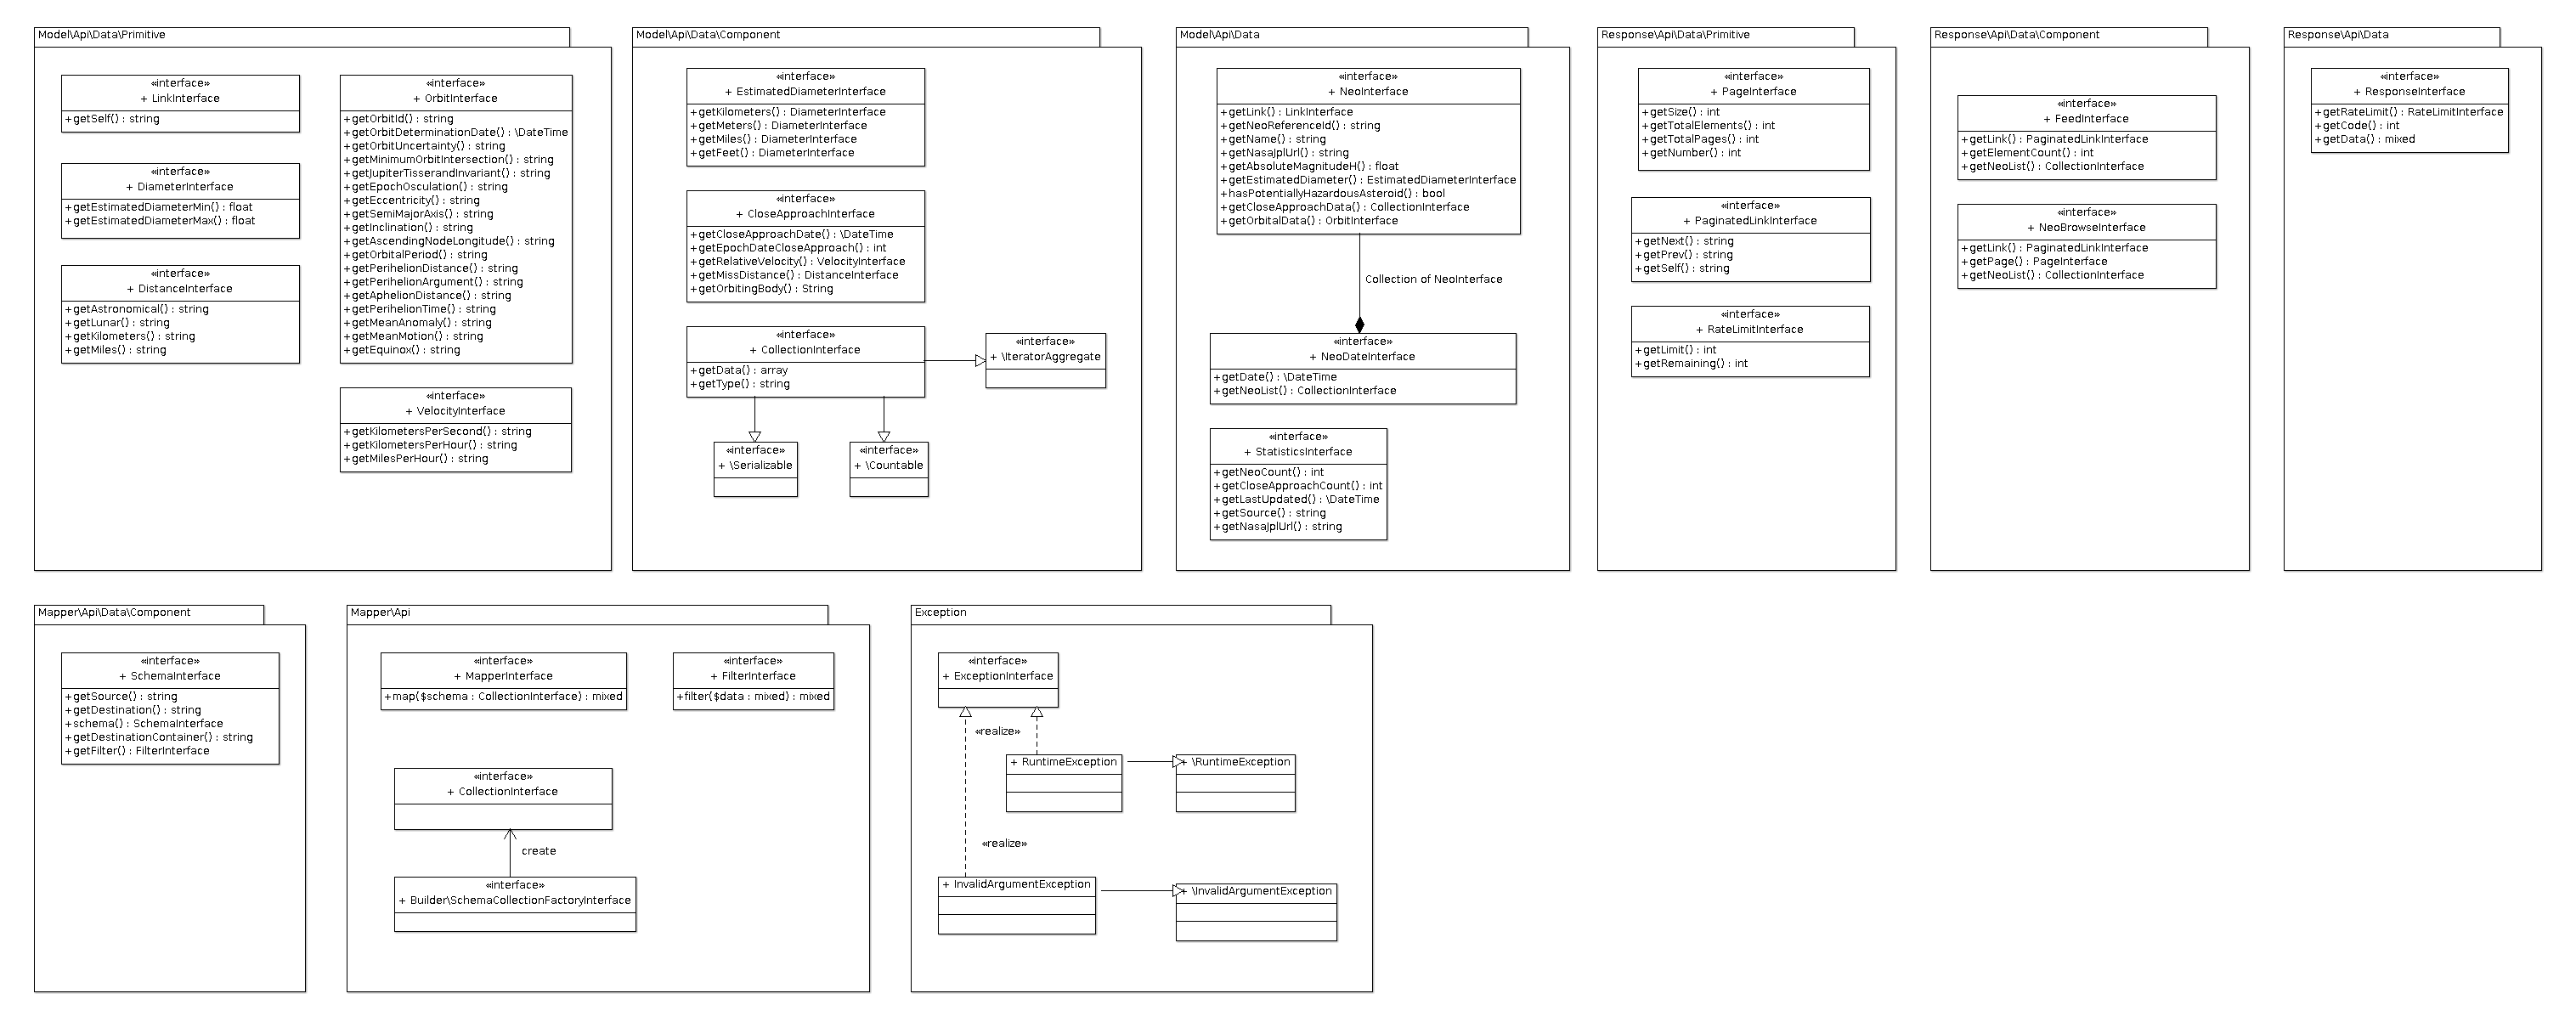 Model\Api\Data\Primitive
«interface»
+ LinkInterface
+getSelf() : string
«interface»
+ DiameterInterface
+getEstimatedDiameterMin() : float
+getEstimatedDiameterMax() : float
«interface»
+ DistanceInterface
+getAstronomical() : string
+getLunar() : string
+getKilometers() : string
+getMiles() : string
«interface»
+ OrbitInterface
+getOrbitId() : string
+getOrbitDeterminationDate() : \DateTime
+getOrbitUncertainty() : string
+getMinimumOrbitIntersection() : string
+getJupiterTisserandInvariant() : string
+getEpochOsculation() : string
+getEccentricity() : string
+getSemiMajorAxis() : string
+getInclination() : string
+getAscendingNodeLongitude() : string
+getOrbitalPeriod() : string
+getPerihelionDistance() : string
+getPerihelionArgument() : string
+getAphelionDistance() : string
+getPerihelionTime() : string
+getMeanAnomaly() : string
+getMeanMotion() : string
+getEquinox() : string
«interface»
+ VelocityInterface
+getKilometersPerSecond() : string
+getKilometersPerHour() : string
+getMilesPerHour() : string
Model\Api\Data\Component
«interface»
+ EstimatedDiameterInterface
+getKilometers() : DiameterInterface
+getMeters() : DiameterInterface
+getMiles() : DiameterInterface
+getFeet() : DiameterInterface
«interface»
+ CloseApproachInterface
+getCloseApproachDate() : \DateTime
+getEpochDateCloseApproach() : int
+getRelativeVelocity() : VelocityInterface
+getMissDistance() : DistanceInterface
+getOrbitingBody() : String
«interface»
+ CollectionInterface
+getData() : array
+getType() : string
«interface»
+ \IteratorAggregate
«interface»
+ \Serializable
«interface»
+ \Countable
Model\Api\Data
«interface»
+ NeoInterface
+getLink() : LinkInterface
+getNeoReferenceId() : string
+getName() : string
+getNasaJplUrl() : string
+getAbsoluteMagnitudeH() : float
+getEstimatedDiameter() : EstimatedDiameterInterface
+hasPotentiallyHazardousAsteroid() : bool
+getCloseApproachData() : CollectionInterface
+getOrbitalData() : OrbitInterface
Collection of NeoInterface
«interface»
+ NeoDateInterface
+getDate() : \DateTime
+getNeoList() : CollectionInterface
«interface»
+ StatisticsInterface
+getNeoCount() : int
+getCloseApproachCount() : int
+getLastUpdated() : \DateTime
+getSource() : string
+getNasaJplUrl() : string
Response\Api\Data\Primitive
«interface»
+ PageInterface
+getSize() : int
+getTotalElements() : int
+getTotalPages() : int
+getNumber() : int
«interface»
+ PaginatedLinkInterface
+getNext() : string
+getPrev() : string
+getSelf() : string
«interface»
+ RateLimitInterface
+getLimit() : int
+getRemaining() : int
Response\Api\Data\Component
«interface»
+ FeedInterface
+getLink() : PaginatedLinkInterface
+getElementCount() : int
+getNeoList() : CollectionInterface
«interface»
+ NeoBrowseInterface
+getLink() : PaginatedLinkInterface
+getPage() : PageInterface
+getNeoList() : CollectionInterface
Response\Api\Data
«interface»
+ ResponseInterface
+getRateLimit() : RateLimitInterface
+getCode() : int
+getData() : mixed
Mapper\Api\Data\Component
«interface»
+ SchemaInterface
+getSource() : string
+getDestination() : string
+schema() : SchemaInterface
+getDestinationContainer() : string
+getFilter() : FilterInterface
Mapper\Api
«interface»
+ MapperInterface
+map($schema : CollectionInterface) : mixed
«interface»
+ FilterInterface
+filter($data : mixed) : mixed
«interface»
+ CollectionInterface
create
«interface»
+ Builder\SchemaCollectionFactoryInterface
Exception
«interface»
+ ExceptionInterface
«realize»
+ RuntimeException
+ \RuntimeException
«realize»
+ InvalidArgumentException
+ \InvalidArgumentException